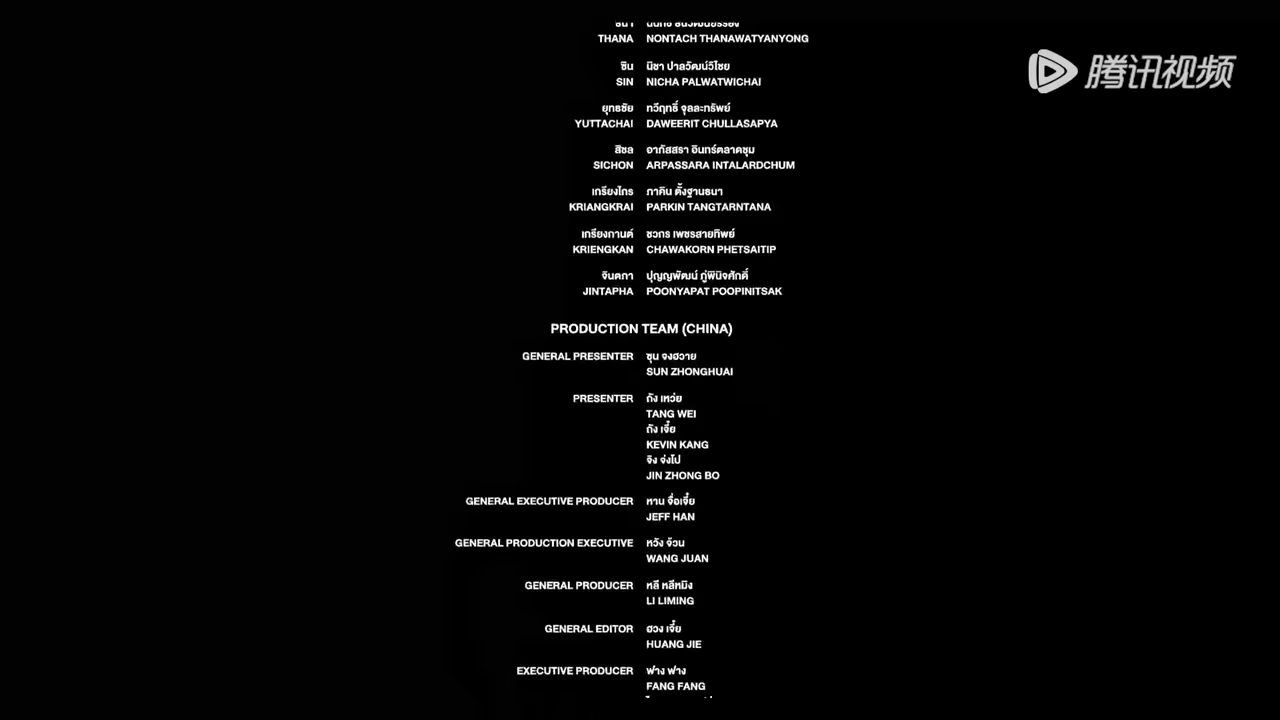 THANA NONTACH THANAWATYANYONG
腾讯视频
ซิน นิชา ปาลวัฒน์วิไชย
SIN NICHA PALWATWICHAI
ยุทธชัย ทวีฤทธิ์ จุลละทรัพย์
YUTTACHAI DAWEERIT CHULLASAPYA
สิชล อาภัสสรา อินทร์ตลาดชุม
SICHON ARPASSARA INTALARDCHUM
เกรียงไกร ภาคิน ตั้งฐานธนา
KRIANGKRAI PARKIN TANGTARNTANA
เกรียงกานต์ ชวกร เพชรสายทิพย์
KRIENGKAN CHAWAKORN PHETSAITIP
จินตภา ปุญญพัฒน์ ภู่พินิจศักดิ์
JINTAPHA POONYAPAT POOPINITSAK
PRODUCTION TEAM (CHINA)
GENERAL PRESENTER ซุน จงฮวาย
SUN ZHONGHUAI
PRESENTER ถัง เหว่ย
TANG WEI
ถัง เจี๋ย
KEVIN KANG
จิง จ่งโป
JIN ZHONG BO
GENERAL EXECUTIVE PRODUCER หาน จื่อเจี๋ย
JEFF HAN
GENERAL PRODUCTION EXECUTIVE หวัง จ้วน
WANG JUAN
GENERAL PRODUCER หลี หลีหมิง
LI LIMING
GENERAL EDITOR ฮวง เจี๋ย
HUANG JIE
EXECUTIVE PRODUCER ฟาง ฟาง
FANG FANG